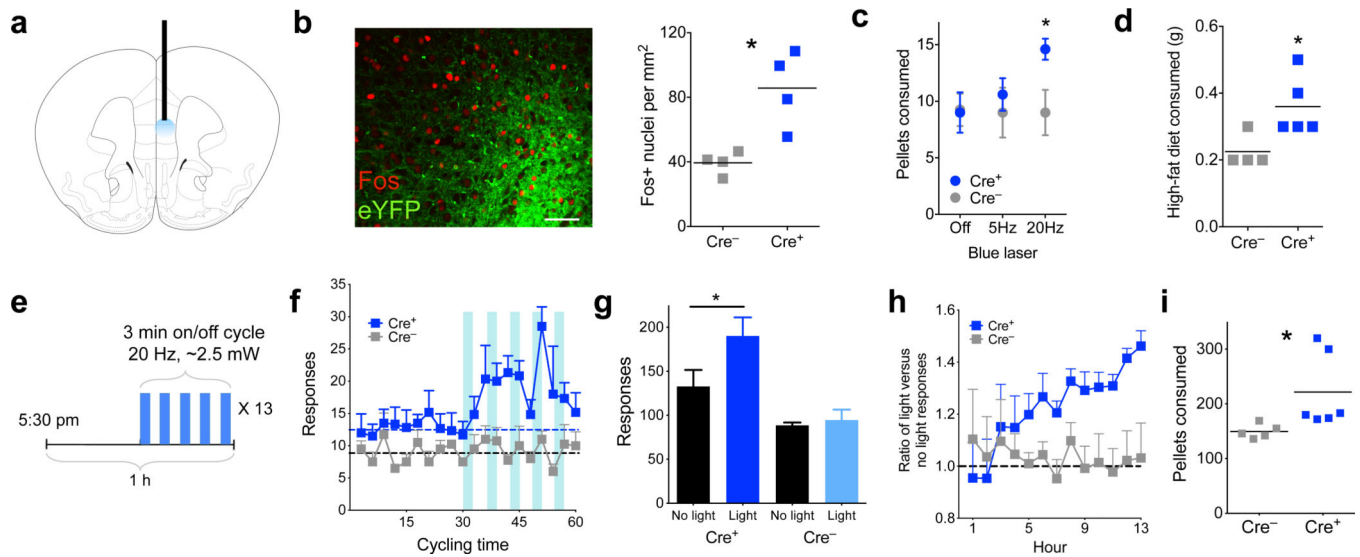 a
b
Fos
eYFP
Fos+ nuclei per mm²
120
80
40
0
*
Cre⁻
Cre⁺
c
Pellets consumed
15
10
5
0
*
Cre⁺
Cre⁻
Off
5Hz
20Hz
Blue laser
d
High-fat diet consumed (g)
0.6
0.4
0.2
0.0
*
Cre⁻
Cre⁺
e
3 min on/off cycle
20 Hz, ~2.5 mW
5:30 pm
X 13
1 h
f
Responses
35
30
25
20
15
10
5
0
Cre⁺
Cre⁻
15
30
45
60
Cycling time
g
Responses
200
150
100
50
0
*
No light
Light
No light
Light
Cre⁺
Cre⁻
h
Ratio of light versus
no light responses
1.6
1.4
1.2
1.0
0.8
Cre⁺
Cre⁻
1
5
9
13
Hour
i
Pellets consumed
400
300
200
100
0
*
Cre⁻
Cre⁺